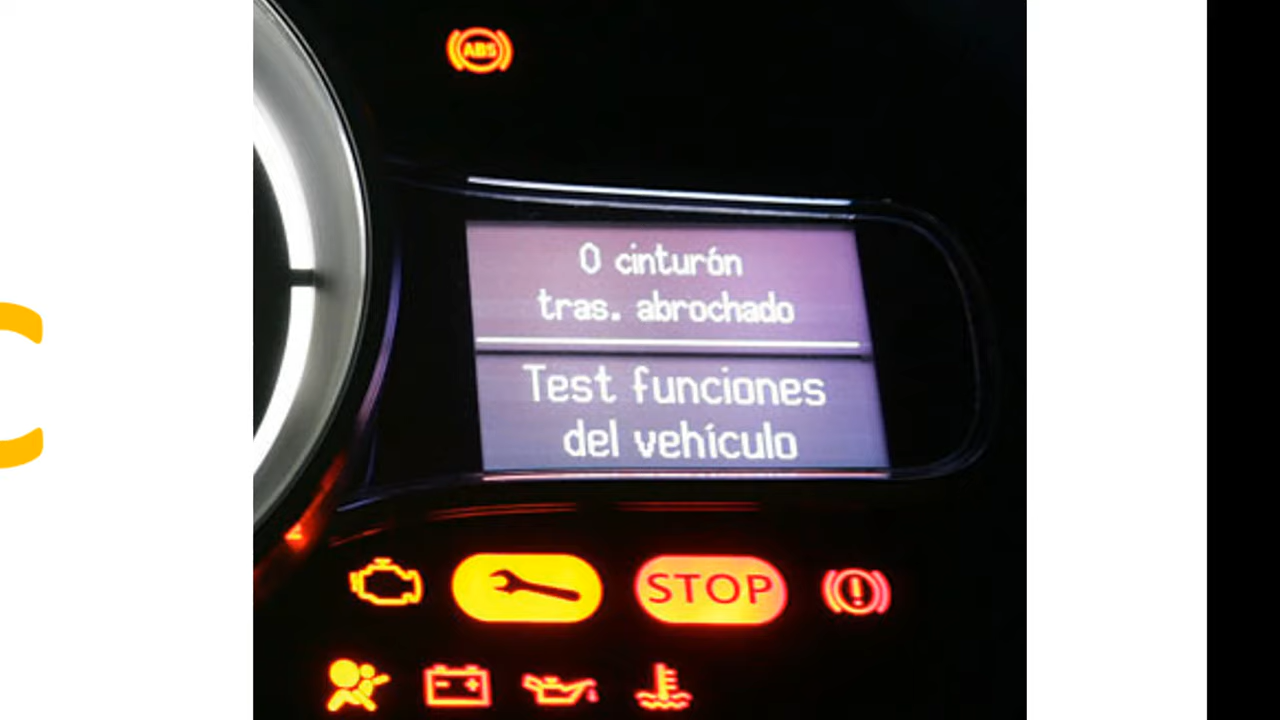 ABS
0 cinturón
tras. abrochado
Test funciones
del vehículo
STOP